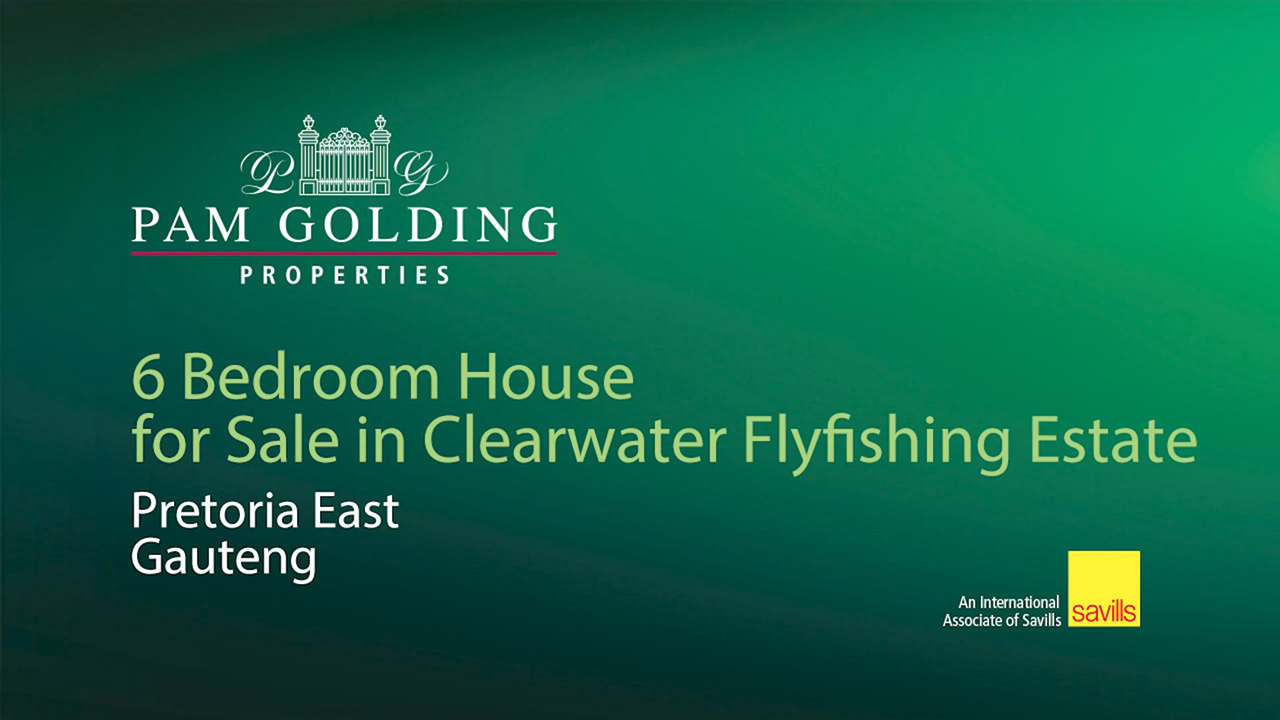 P G
PAM GOLDING
PROPERTIES
6 Bedroom House
for Sale in Clearwater Flyfishing Estate
Pretoria East
Gauteng
An International
Associate of Savills
savills